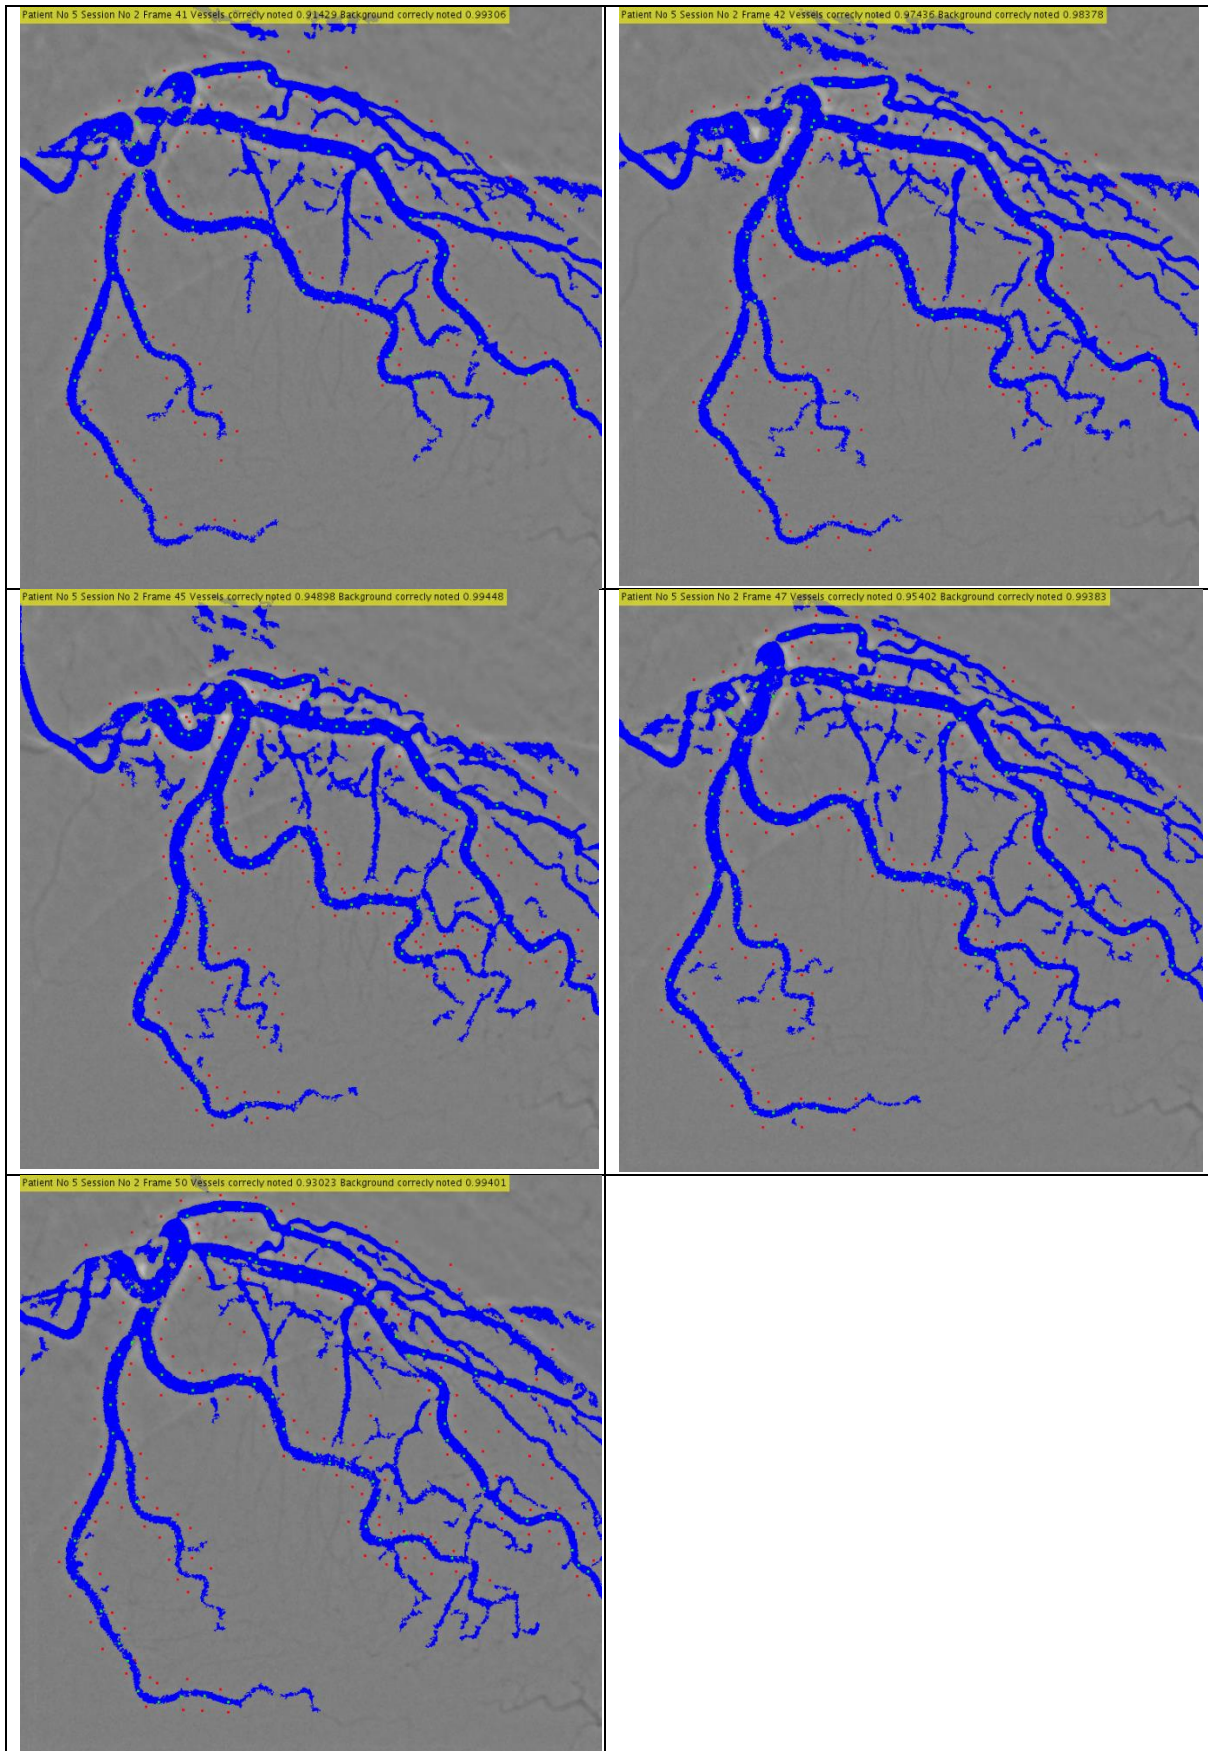 Patient No 5 Session No 2 Frame 41 Vessels correcly noted 0.91429 Background correcly noted 0.99306
Patient No 5 Session No 2 Frame 42 Vessels correcly noted 0.97436 Background correcly noted 0.98378
Patient No 5 Session No 2 Frame 45 Vessels correcly noted 0.94898 Background correcly noted 0.99448
Patient No 5 Session No 2 Frame 47 Vessels correcly noted 0.95402 Background correcly noted 0.99383
Patient No 5 Session No 2 Frame 50 Vessels correcly noted 0.93023 Background correcly noted 0.99401